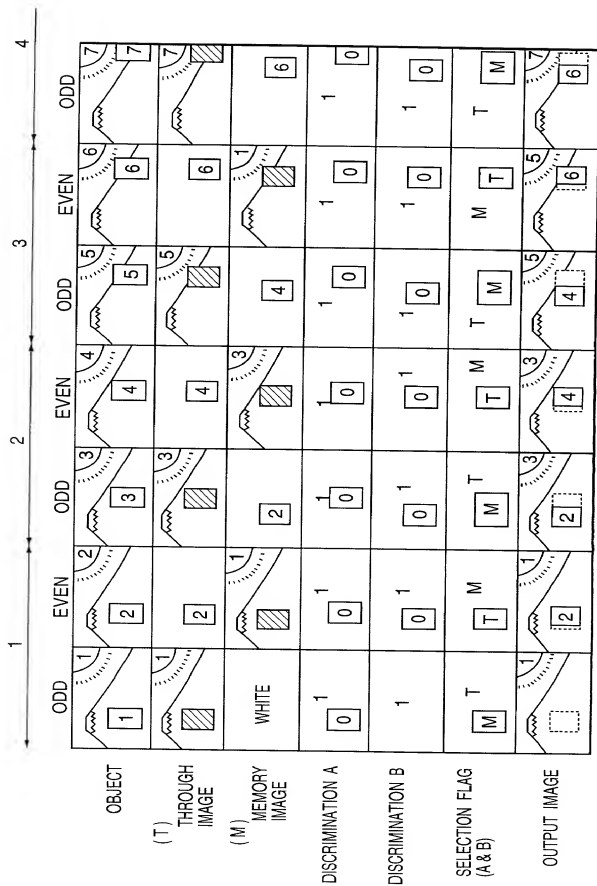 1 2 3 4
ODD EVEN ODD EVEN ODD EVEN ODD
OBJECT 1 1 2 2 3 3 4 4 5 5 6 6 7 7
(T) THROUGH IMAGE 1 2 3 4 5 6 7
(M) MEMORY IMAGE WHITE 1 2 3 4 1 6
DISCRIMINATION A 0 1 0 1 0 1 0 1 1 0 1 0 1 0
DISCRIMINATION B 1 0 1 0 1 0 1 1 0 1 0 1 0
SELECTION FLAG (A & B) M T T M M T T M T M M T T M
OUTPUT IMAGE 1 2 1 2 3 4 3 4 5 6 5 6 7